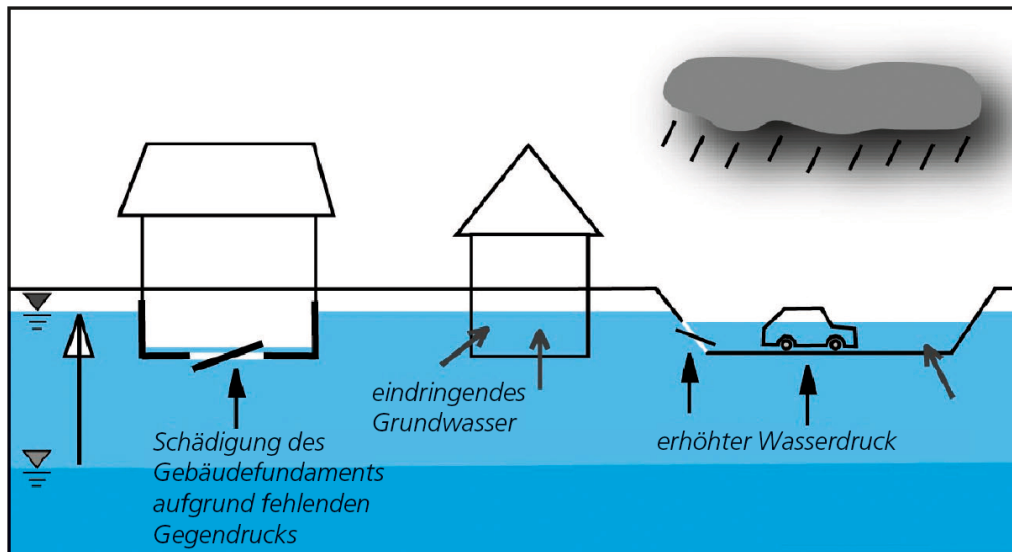 eindringendes
Grundwasser
Schädigung des
Gebäudefundaments
aufgrund fehlenden
Gegendrucks
erhöhter Wasserdruck